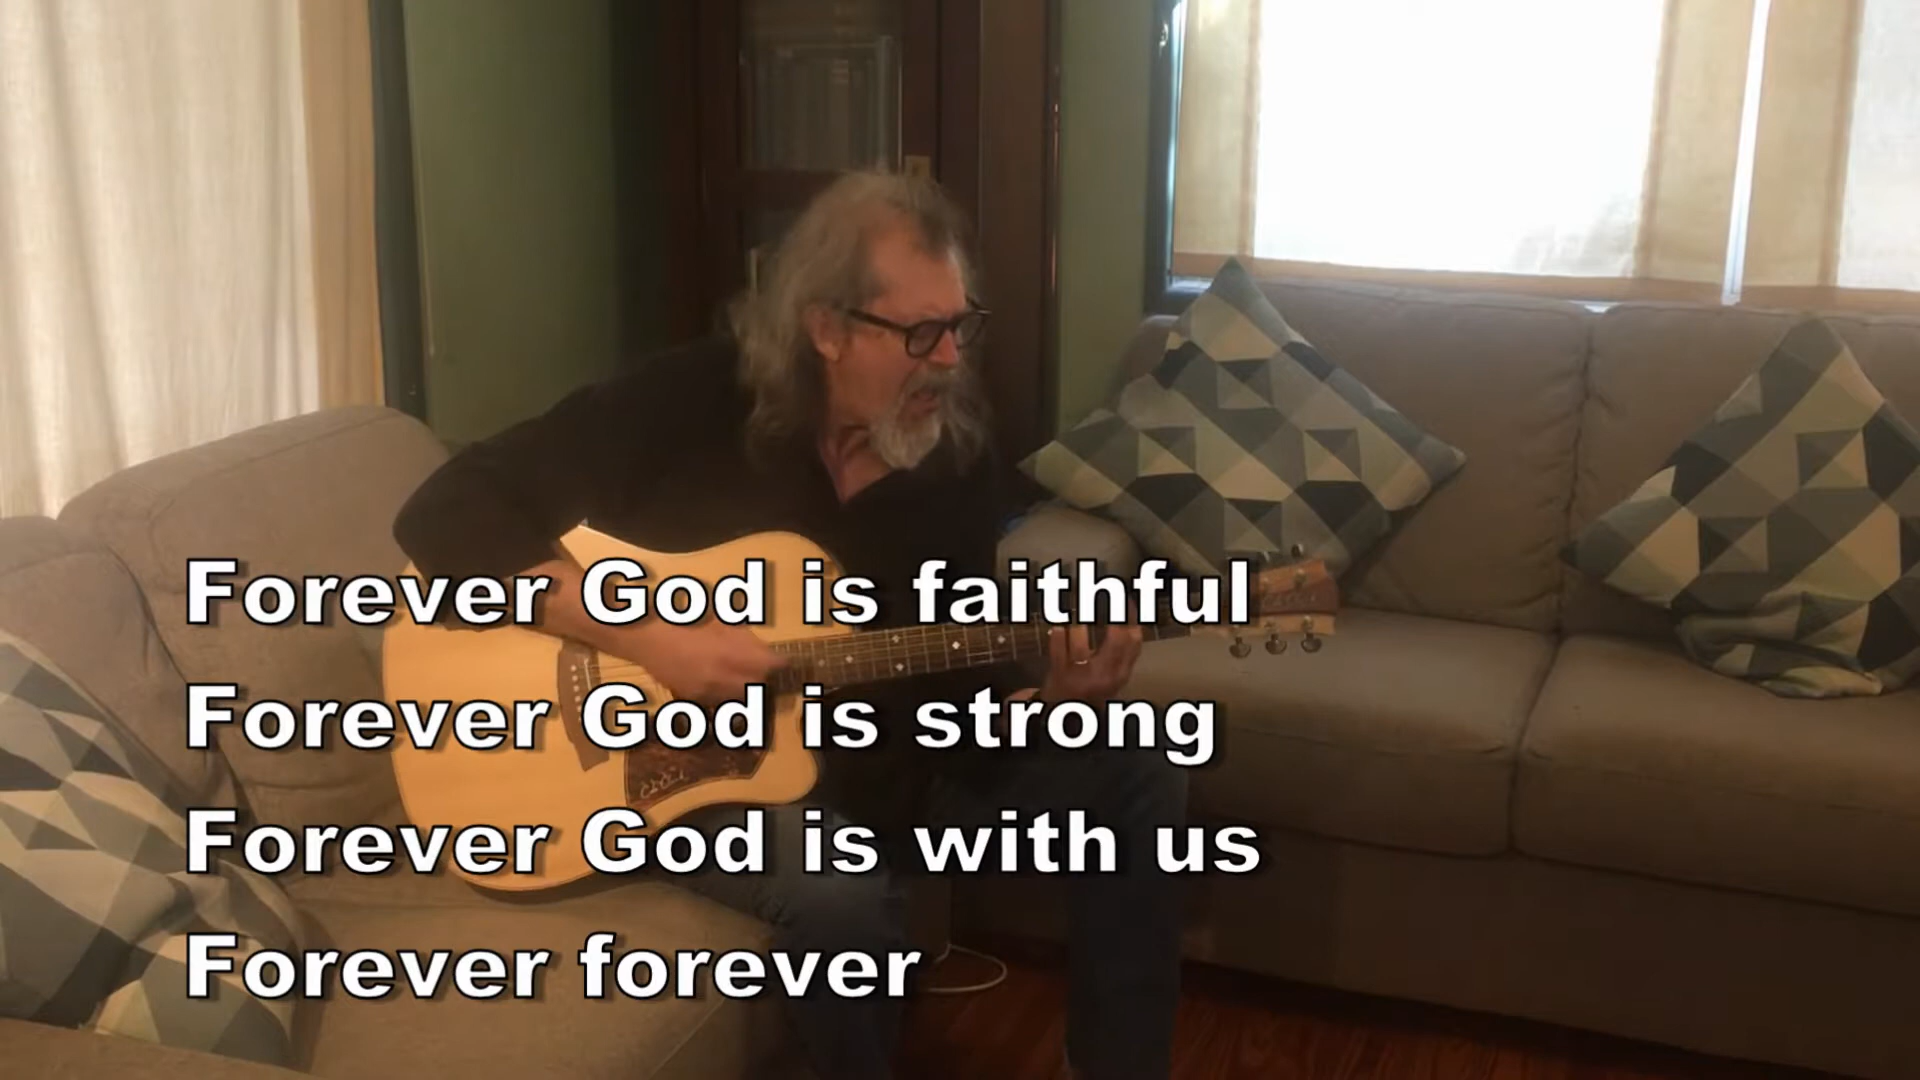 Forever God is faithful
Forever God is strong
Forever God is with us
Forever forever